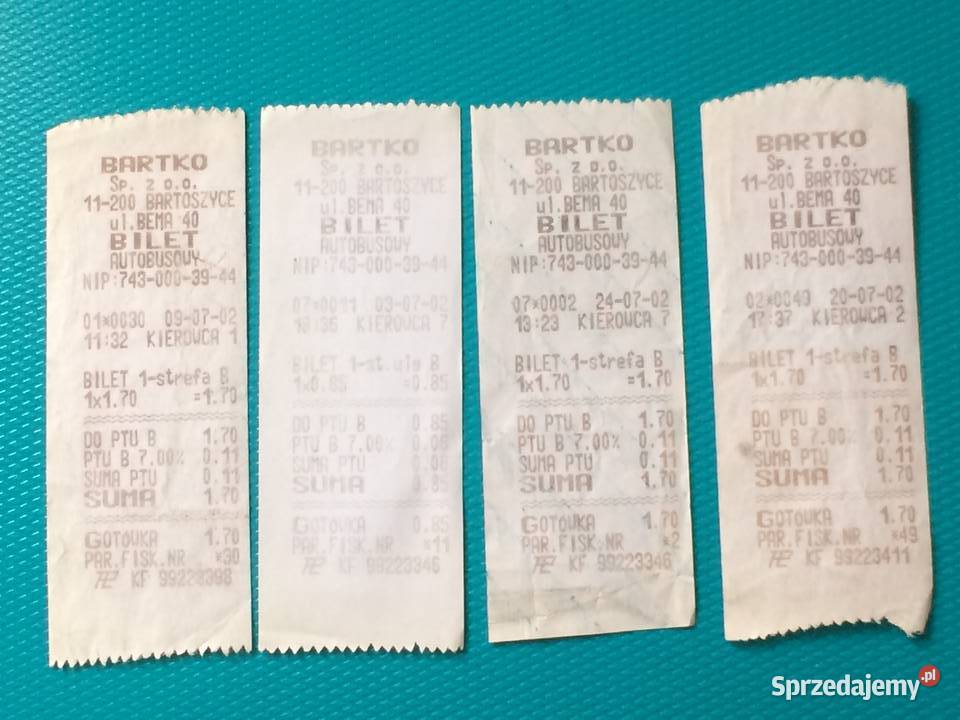 BARTKO
Sp. z o.o.
11-200 BARTOSZYCE
ul.BEMA 40
BILET
AUTOBUSOWY
NIP:743-000-39-44
01*0030 09-07-02
11:32 KIEROWCA 1
BILET 1-strefa B
1x1.70 =1.70
DO PTU B 1.70
PTU B 7.00% 0.11
SUMA PTU 0.11
SUMA 1.70
GOTÓWKA 1.70
PAR.FISK.NR *30
KF 99223398
BARTKO
Sp. z o.o.
11-200 BARTOSZYCE
ul.BEMA 40
BILET
AUTOBUSOWY
NIP:743-000-39-44
07*0011 03-07-02
KIEROWCA 7
BILET 1-st.ulg B
1x0.85 =0.85
DO PTU B 0.85
PTU B 7.00% 0.06
SUMA PTU 0.06
SUMA 0.85
GOTÓWKA 0.85
PAR.FISK.NR *11
KF 99223346
BARTKO
Sp. z o.o.
11-200 BARTOSZYCE
ul.BEMA 40
BILET
AUTOBUSOWY
NIP:743-000-39-44
07*0002 24-07-02
13:23 KIEROWCA 7
BILET 1-strefa B
1x1.70 =1.70
DO PTU B 1.70
PTU B 7.00% 0.11
SUMA PTU 0.11
SUMA 1.70
GOTÓWKA 1.70
PAR.FISK.NR *2
KF 99223346
BARTKO
Sp. z o.o.
11-200 BARTOSZYCE
ul.BEMA 40
BILET
AUTOBUSOWY
NIP:743-000-39-44
02*0049 20-07-02
17:37 KIEROWCA 2
BILET 1-strefa B
1x1.70 =1.70
DO PTU B 1.70
PTU B 7.00% 0.11
SUMA PTU 0.11
SUMA 1.70
GOTÓWKA 1.70
PAR.FISK.NR *49
KF 99223411
Sprzedajemy.pl